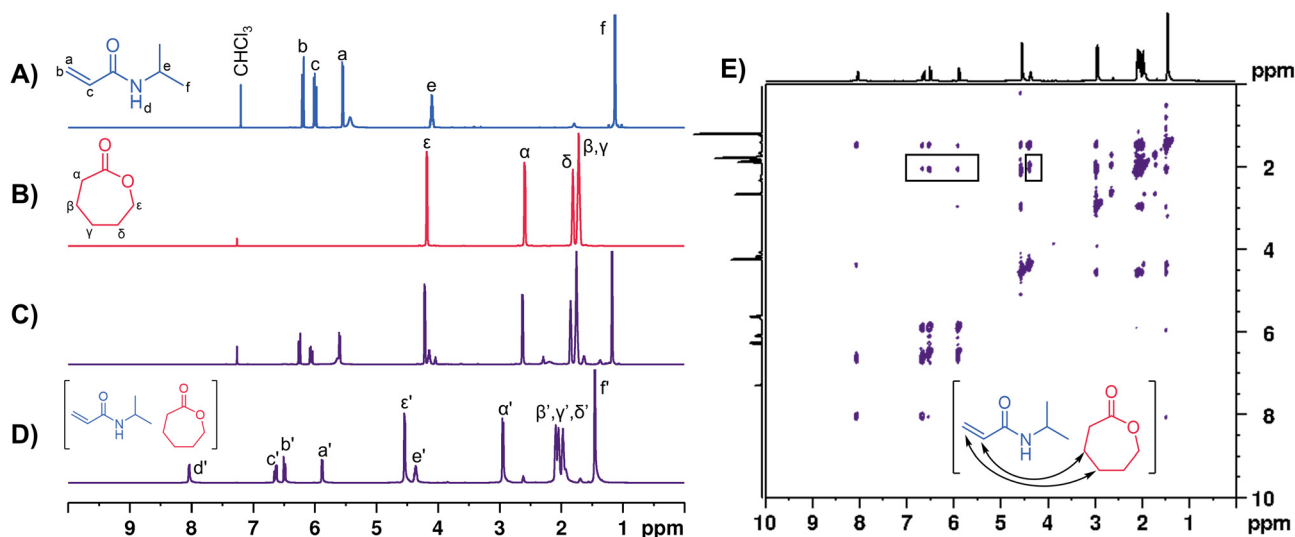 A)
O
a
b
c
N
H
d
e
f
CHCl3
b
c
a
e
f
B)
O
O
α
β
γ
δ
ε
ε
α
δ
β,γ
C)
D)
O
N
H
O
O
d'
c'
b'
a'
ε'
e'
α'
β’,γ’,δ’
f'
9 8 7 6 5 4 3 2 1 ppm
E)
ppm
2
4
6
8
10
O
N
H
O
O
10 9 8 7 6 5 4 3 2 1 ppm